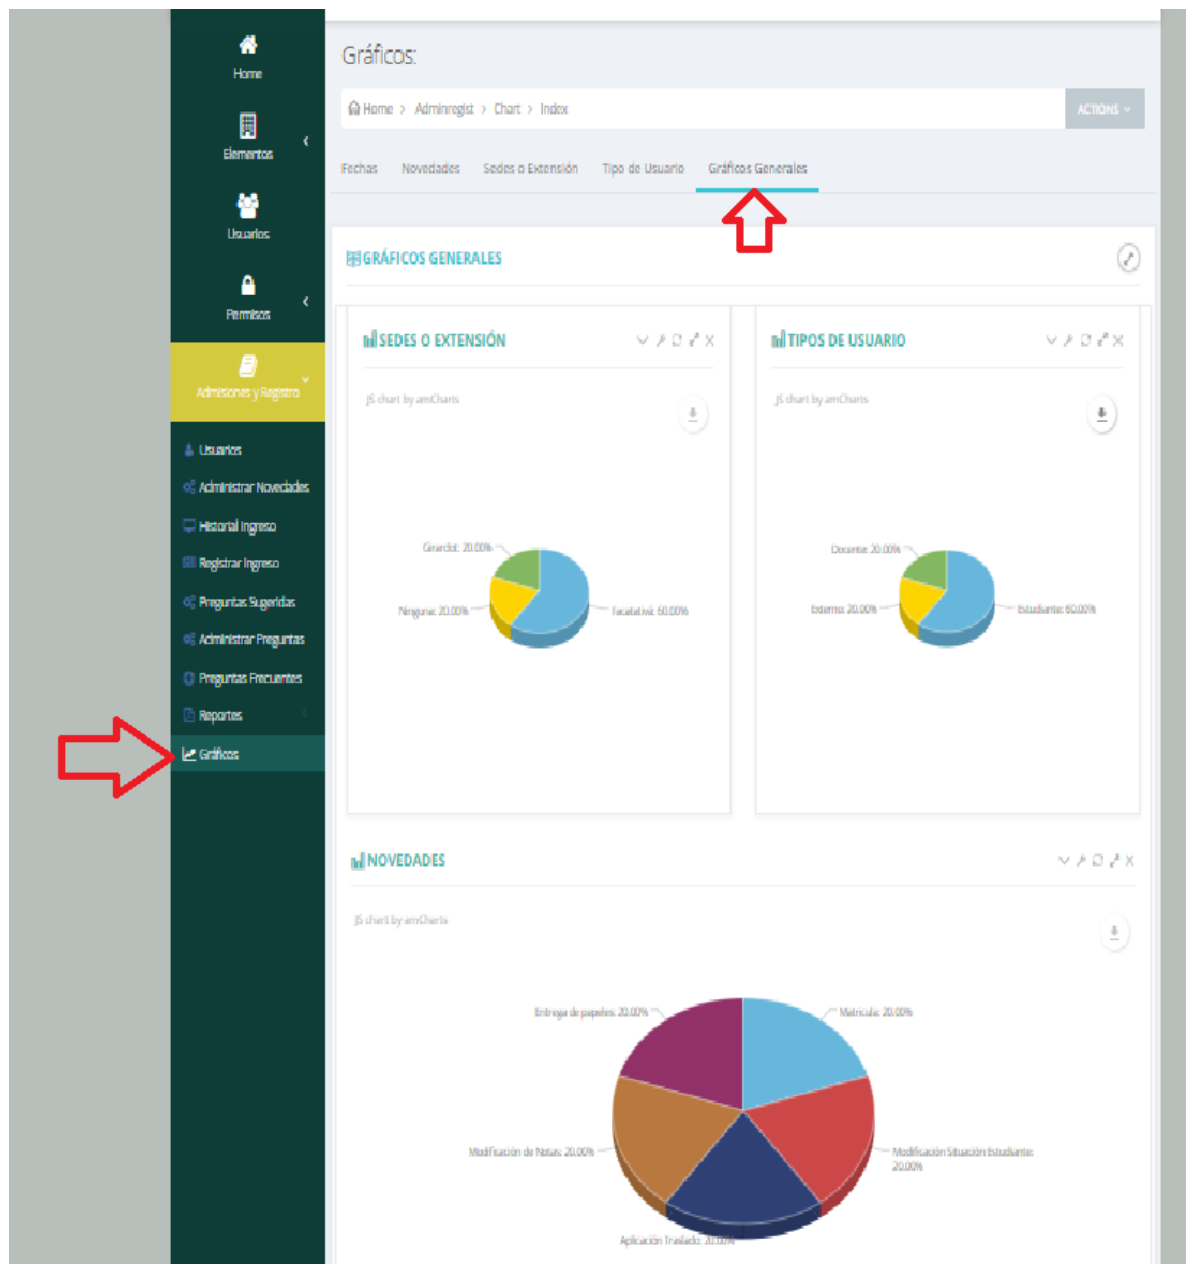 Home
Elementos
Usuarios
Permisos
Admisiones y Registro
Usuarios
Administrar Novedades
Historial Ingreso
Registrar Ingreso
Preguntas Sugeridas
Administrar Preguntas
Preguntas Frecuentes
Reportes
Gráficos
Gráficos:
Home > Adminregist > Chart > Index
ACTIONS
Fechas Novedades Sedes o Extensión Tipo de Usuario Gráficos Generales
GRÁFICOS GENERALES
SEDES O EXTENSIÓN
JS chart by amCharts
Girardot: 20.00%
Ninguna: 20.00%
Facatativá: 60.00%
TIPOS DE USUARIO
JS chart by amCharts
Docente: 20.00%
Externo: 20.00%
Estudiante: 60.00%
NOVEDADES
JS chart by amCharts
Entrega de papeles: 20.00%
Matricula: 20.00%
Modificación de Notas: 20.00%
Modificación Situación Estudiante:
20.00%
Aplicación Traslado: 20.00%